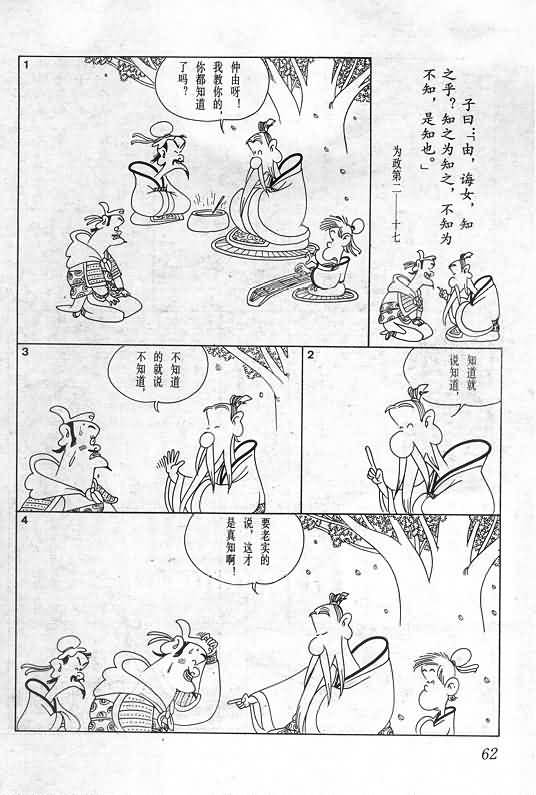 子曰:「由，诲女，知
之乎？知之为知之，不知为
不知，是知也。」
为政第二——十七
1
仲由呀！
我教你的，
你都知道
了吗？
2
知道就
说知道，
3
不知道
的就说
不知道，
4
要老实的
说，这才
是真知啊！
62